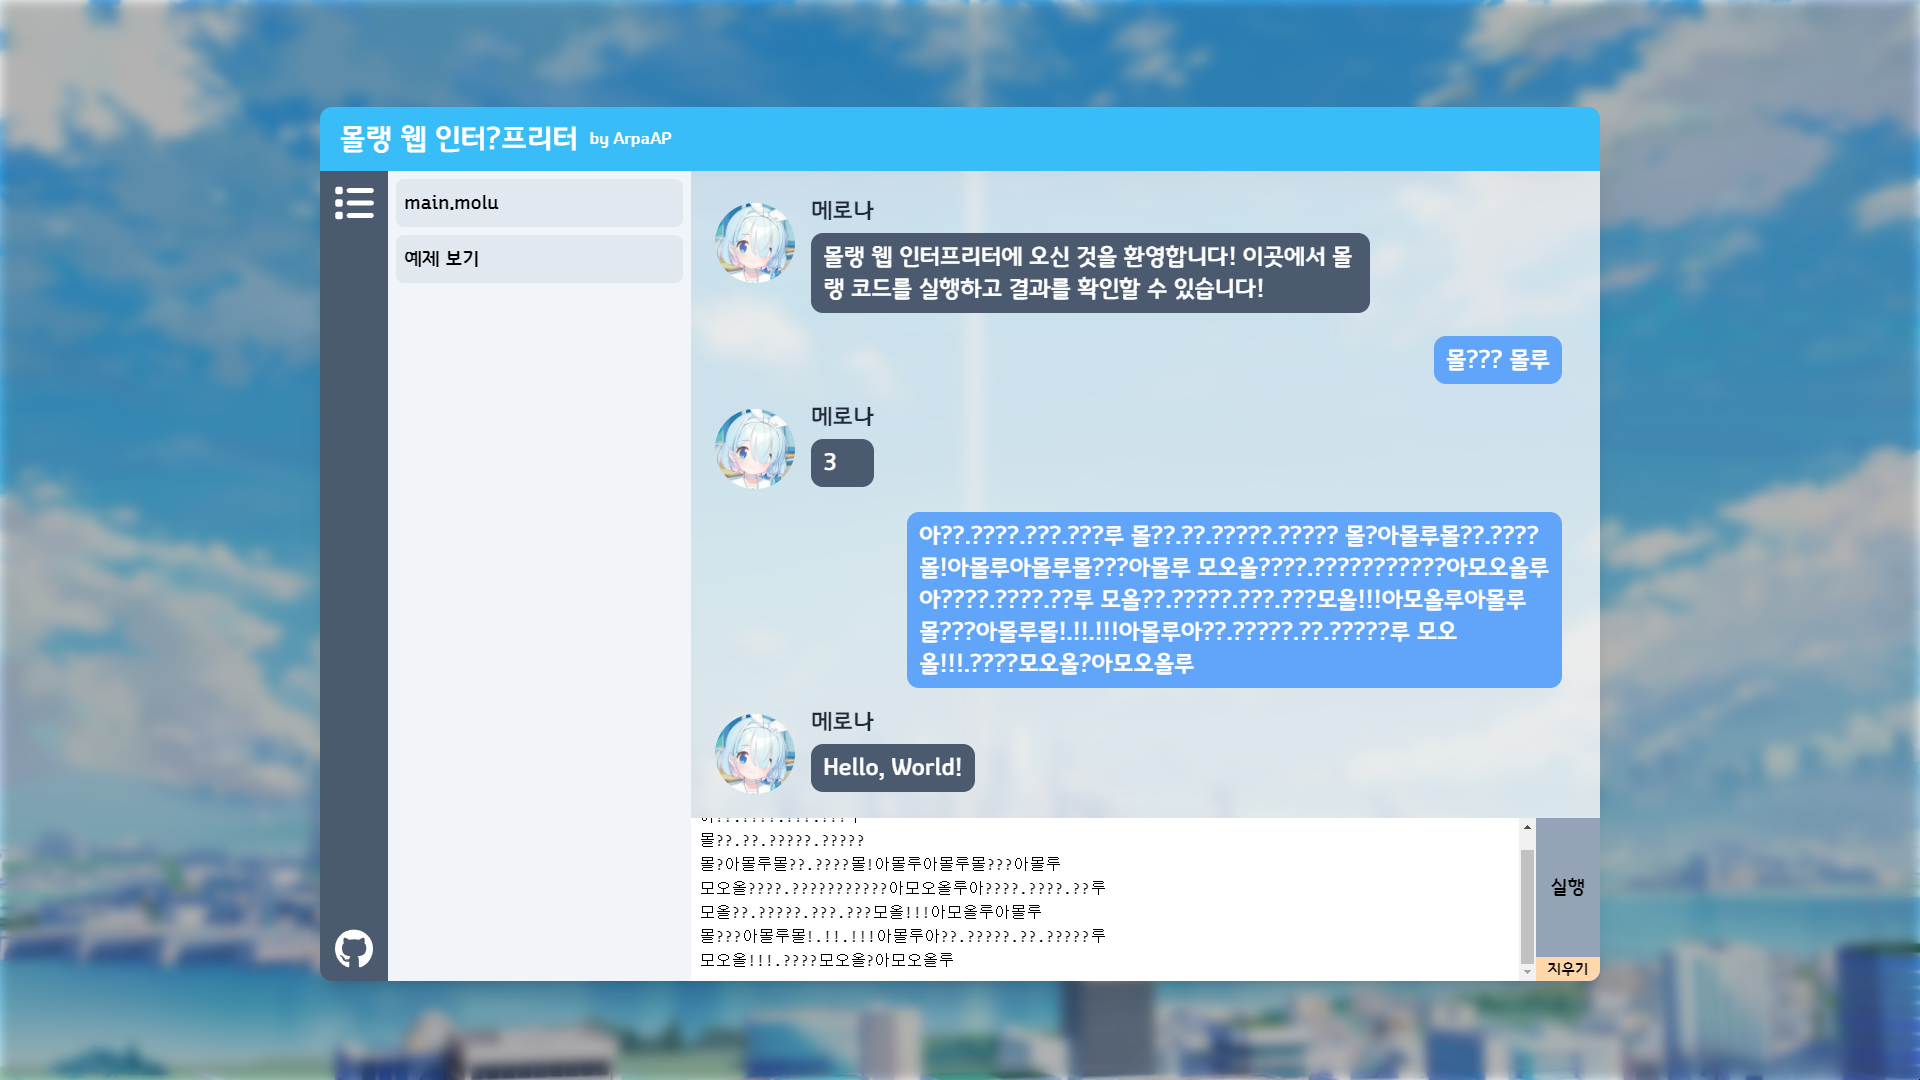 몰랭 웹 인터?프리터 by ArpaAP
main.molu
예제 보기
메로나
몰랭 웹 인터프리터에 오신 것을 환영합니다! 이곳에서 몰
랭 코드를 실행하고 결과를 확인할 수 있습니다!
몰??? 몰루
메로나
3
아??.????.???.???루 몰??.??.?????.????? 몰?아몰루몰??.????
몰!아몰루아몰루몰???아몰루 모오올????.???????????아모오올루
아????.????.??루 모올??.?????.???.???모올!!!아모올루아몰루
몰???아몰루몰!.!!.!!!아몰루아??.?????.??.?????루 모오
올!!!.????모오올?아모오올루
메로나
Hello, World!
몰??.??.?????.?????
몰?아몰루몰??.????몰!아몰루아몰루몰???아몰루
모오올????.???????????아모오올루아????.????.??루
모올??.?????.???.???모올!!!아모올루아몰루
몰???아몰루몰!.!!.!!!아몰루아??.?????.??.?????루
모오올!!!.????모오올?아모오올루
실행
지우기